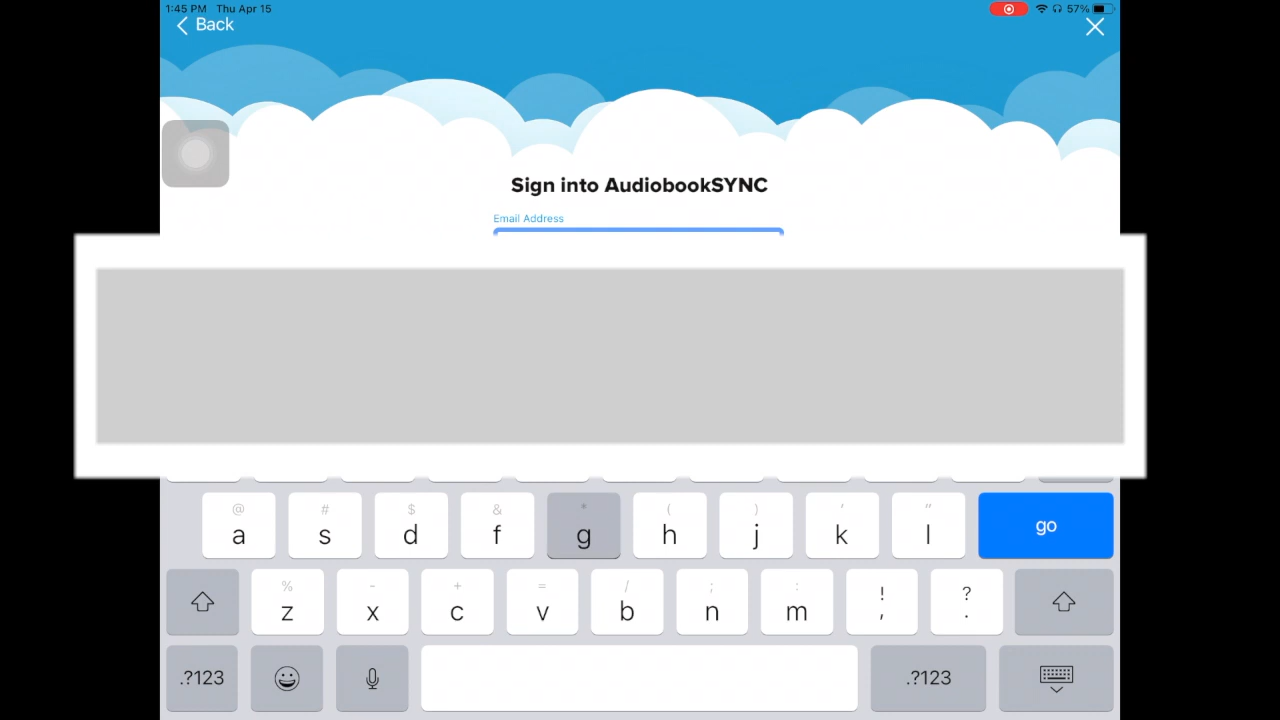 1:45 PM Thu Apr 15 57%
Back
Sign into AudiobookSYNC
Email Address
@ # $ & * ( ) ' "
a s d f g h j k l go
% - + = / ; : ! ?
z x c v b n m , .
.?123 .?123